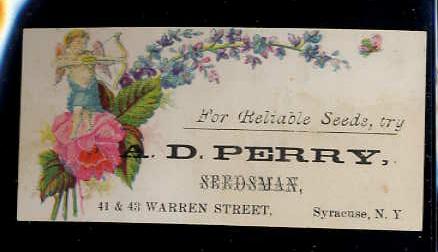 For Reliable Seeds, try
A. D. PERRY,
SEEDSMAN,
41 & 43 WARREN STREET, Syracuse, N. Y